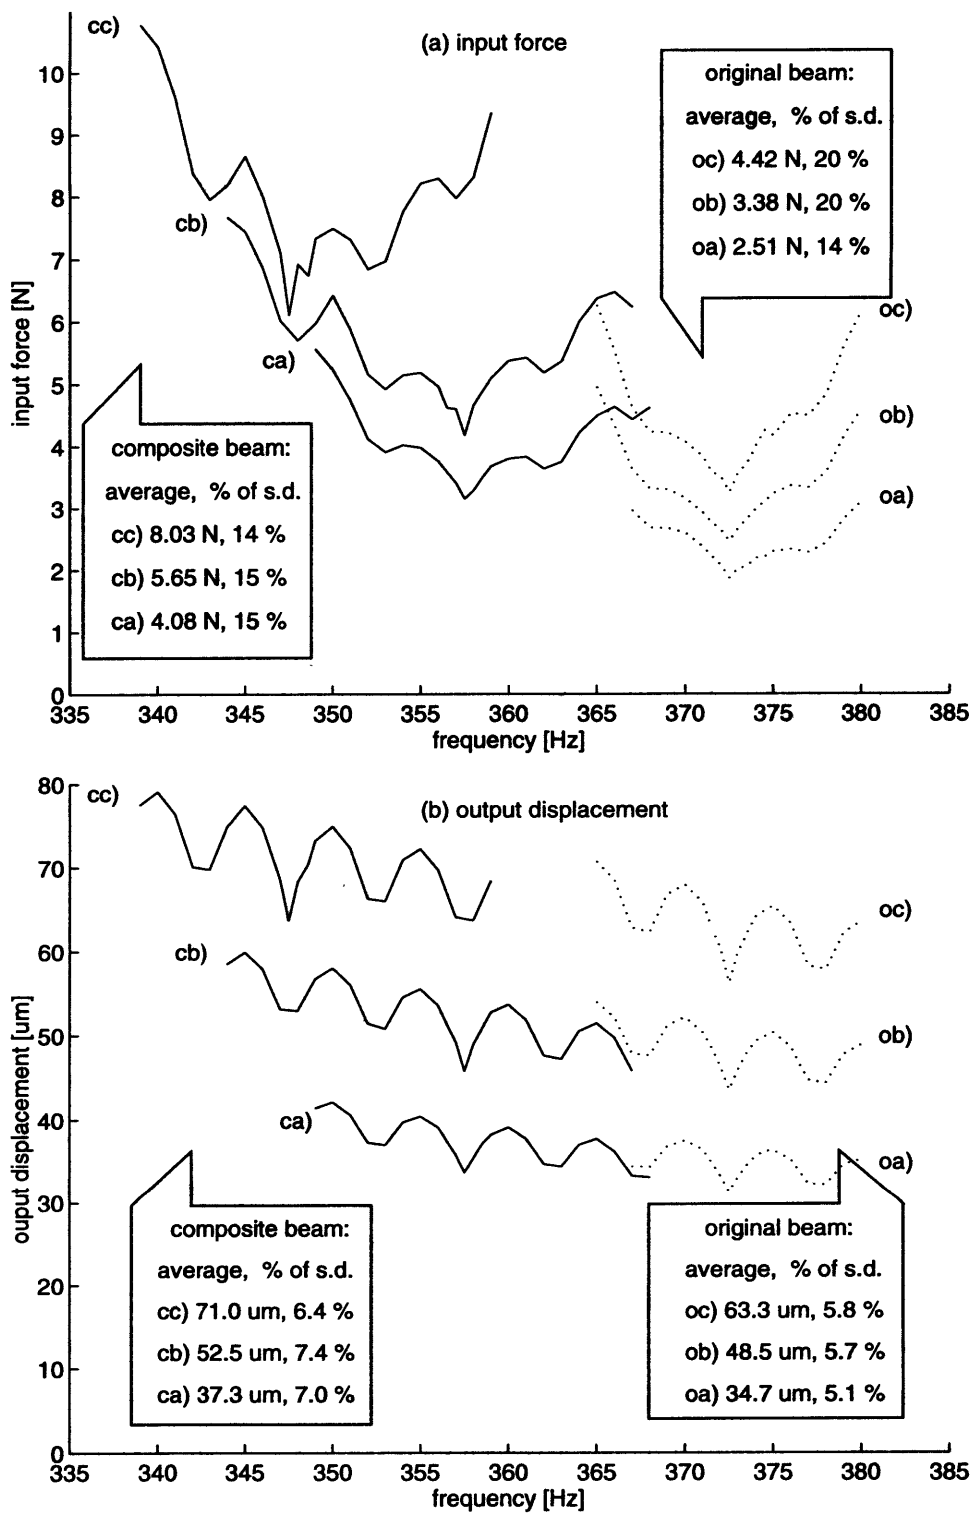 cc)
(a) input force
10
9
8
7
6
5
4
3
2
1
0
input force [N]
cb)
ca)
original beam:
average, % of s.d.
oc) 4.42 N, 20 %
ob) 3.38 N, 20 %
oa) 2.51 N, 14 %
oc)
ob)
oa)
composite beam:
average, % of s.d.
cc) 8.03 N, 14 %
cb) 5.65 N, 15 %
ca) 4.08 N, 15 %
335 340 345 350 355 360 365 370 375 380 385
frequency [Hz]
80
70
60
50
40
30
20
10
0
ouput displacement [um]
cc)
(b) output displacement
cb)
ca)
oc)
ob)
oa)
composite beam:
average, % of s.d.
cc) 71.0 um, 6.4 %
cb) 52.5 um, 7.4 %
ca) 37.3 um, 7.0 %
original beam:
average, % of s.d.
oc) 63.3 um, 5.8 %
ob) 48.5 um, 5.7 %
oa) 34.7 um, 5.1 %
335 340 345 350 355 360 365 370 375 380 385
frequency [Hz]